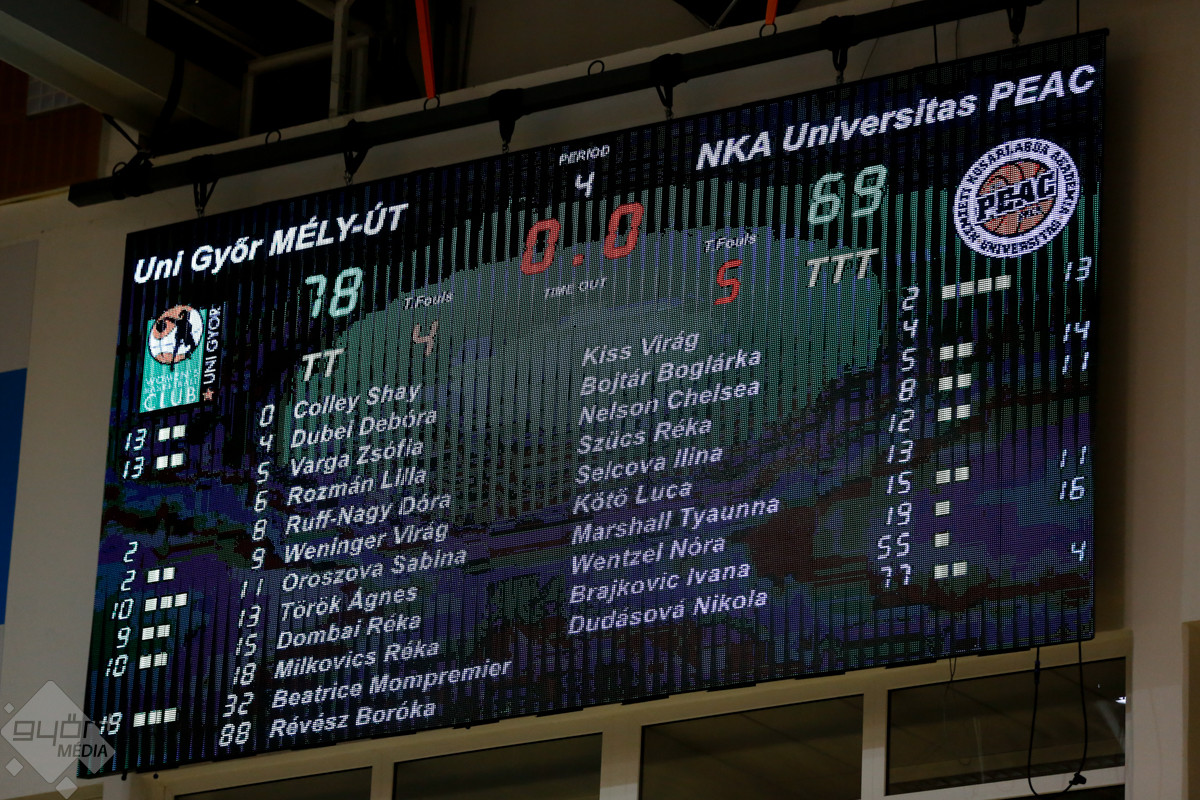 PERIOD
4
Uni Győr MÉLY-ÚT
NKA Universitas PEAC
78
0.0
69
T.Fouls
4
TIME OUT
T.Fouls
5
TT
TTT
WOMEN'S
BASKETBALL
CLUB
UNI GYŐR
PEAC
13 0 Colley Shay
13 4 Dubei Debóra
5 Varga Zsófia
6 Rozmán Lilla
2 8 Ruff-Nagy Dóra
2 9 Weninger Virág
10 11 Oroszova Sabina
9 13 Török Ágnes
10 15 Dombai Réka
18 Milkovics Réka
19 32 Beatrice Mompremier
88 Révész Boróka
Kiss Virág 2 13
Bojtár Boglárka 4
Nelson Chelsea 5 14
Szűcs Réka 8 11
Selcova Ilina 12
Kőtő Luca 13
Marshall Tyaunna 15 11
Wentzel Nóra 19 16
Brajkovic Ivana 55
Dudásová Nikola 77 4
győr+
MÉDIA